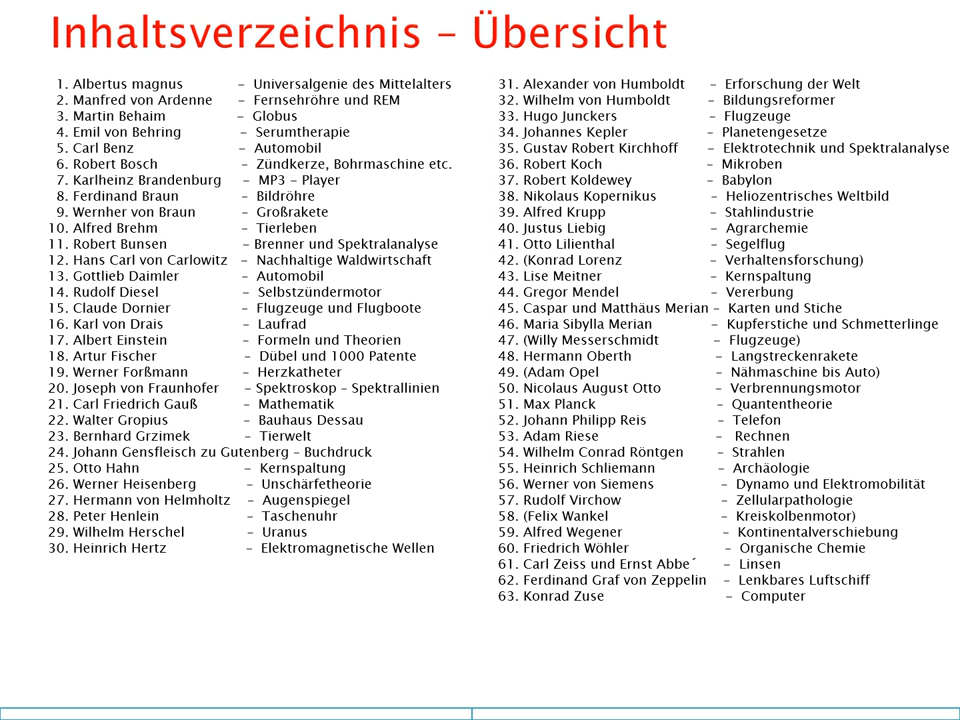 Inhaltsverzeichnis – Übersicht
1. Albertus magnus – Universalgenie des Mittelalters
2. Manfred von Ardenne – Fernsehröhre und REM
3. Martin Behaim – Globus
4. Emil von Behring – Serumtherapie
5. Carl Benz – Automobil
6. Robert Bosch – Zündkerze, Bohrmaschine etc.
7. Karlheinz Brandenburg – MP3 – Player
8. Ferdinand Braun – Bildröhre
9. Wernher von Braun – Großrakete
10. Alfred Brehm – Tierleben
11. Robert Bunsen – Brenner und Spektralanalyse
12. Hans Carl von Carlowitz – Nachhaltige Waldwirtschaft
13. Gottlieb Daimler – Automobil
14. Rudolf Diesel – Selbstzündermotor
15. Claude Dornier – Flugzeuge und Flugboote
16. Karl von Drais – Laufrad
17. Albert Einstein – Formeln und Theorien
18. Artur Fischer – Dübel und 1000 Patente
19. Werner Forßmann – Herzkatheter
20. Joseph von Fraunhofer – Spektroskop – Spektrallinien
21. Carl Friedrich Gauß – Mathematik
22. Walter Gropius – Bauhaus Dessau
23. Bernhard Grzimek – Tierwelt
24. Johann Gensfleisch zu Gutenberg – Buchdruck
25. Otto Hahn – Kernspaltung
26. Werner Heisenberg – Unschärfetheorie
27. Hermann von Helmholtz – Augenspiegel
28. Peter Henlein – Taschenuhr
29. Wilhelm Herschel – Uranus
30. Heinrich Hertz – Elektromagnetische Wellen
31. Alexander von Humboldt – Erforschung der Welt
32. Wilhelm von Humboldt – Bildungsreformer
33. Hugo Junckers – Flugzeuge
34. Johannes Kepler – Planetengesetze
35. Gustav Robert Kirchhoff – Elektrotechnik und Spektralanalyse
36. Robert Koch – Mikroben
37. Robert Koldewey – Babylon
38. Nikolaus Kopernikus – Heliozentrisches Weltbild
39. Alfred Krupp – Stahlindustrie
40. Justus Liebig – Agrarchemie
41. Otto Lilienthal – Segelflug
42. (Konrad Lorenz – Verhaltensforschung)
43. Lise Meitner – Kernspaltung
44. Gregor Mendel – Vererbung
45. Caspar und Matthäus Merian – Karten und Stiche
46. Maria Sibylla Merian – Kupferstiche und Schmetterlinge
47. (Willy Messerschmidt – Flugzeuge)
48. Hermann Oberth – Langstreckenrakete
49. (Adam Opel – Nähmaschine bis Auto)
50. Nicolaus August Otto – Verbrennungsmotor
51. Max Planck – Quantentheorie
52. Johann Philipp Reis – Telefon
53. Adam Riese – Rechnen
54. Wilhelm Conrad Röntgen – Strahlen
55. Heinrich Schliemann – Archäologie
56. Werner von Siemens – Dynamo und Elektromobilität
57. Rudolf Virchow – Zellularpathologie
58. (Felix Wankel – Kreiskolbenmotor)
59. Alfred Wegener – Kontinentalverschiebung
60. Friedrich Wöhler – Organische Chemie
61. Carl Zeiss und Ernst Abbe´ – Linsen
62. Ferdinand Graf von Zeppelin – Lenkbares Luftschiff
63. Konrad Zuse – Computer